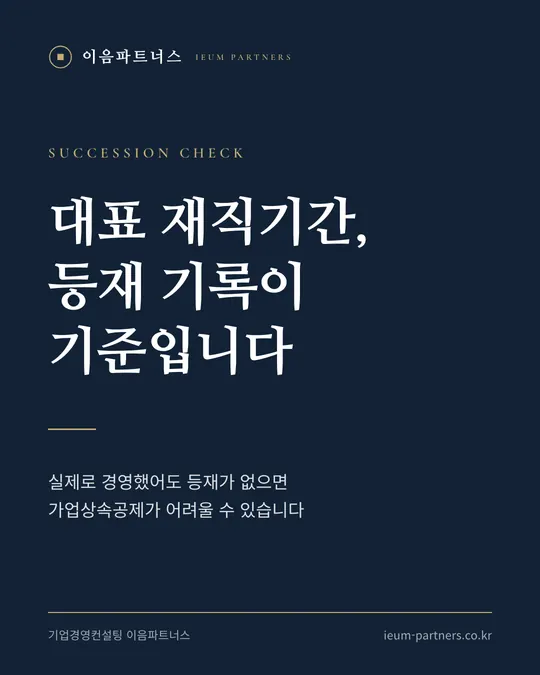 이음파트너스 IEUM PARTNERS
SUCCESSION CHECK
대표 재직기간,
등재 기록이
기준입니다
실제로 경영했어도 등재가 없으면
가업상속공제가 어려울 수 있습니다
기업경영컨설팅 이음파트너스
ieum-partners.co.kr